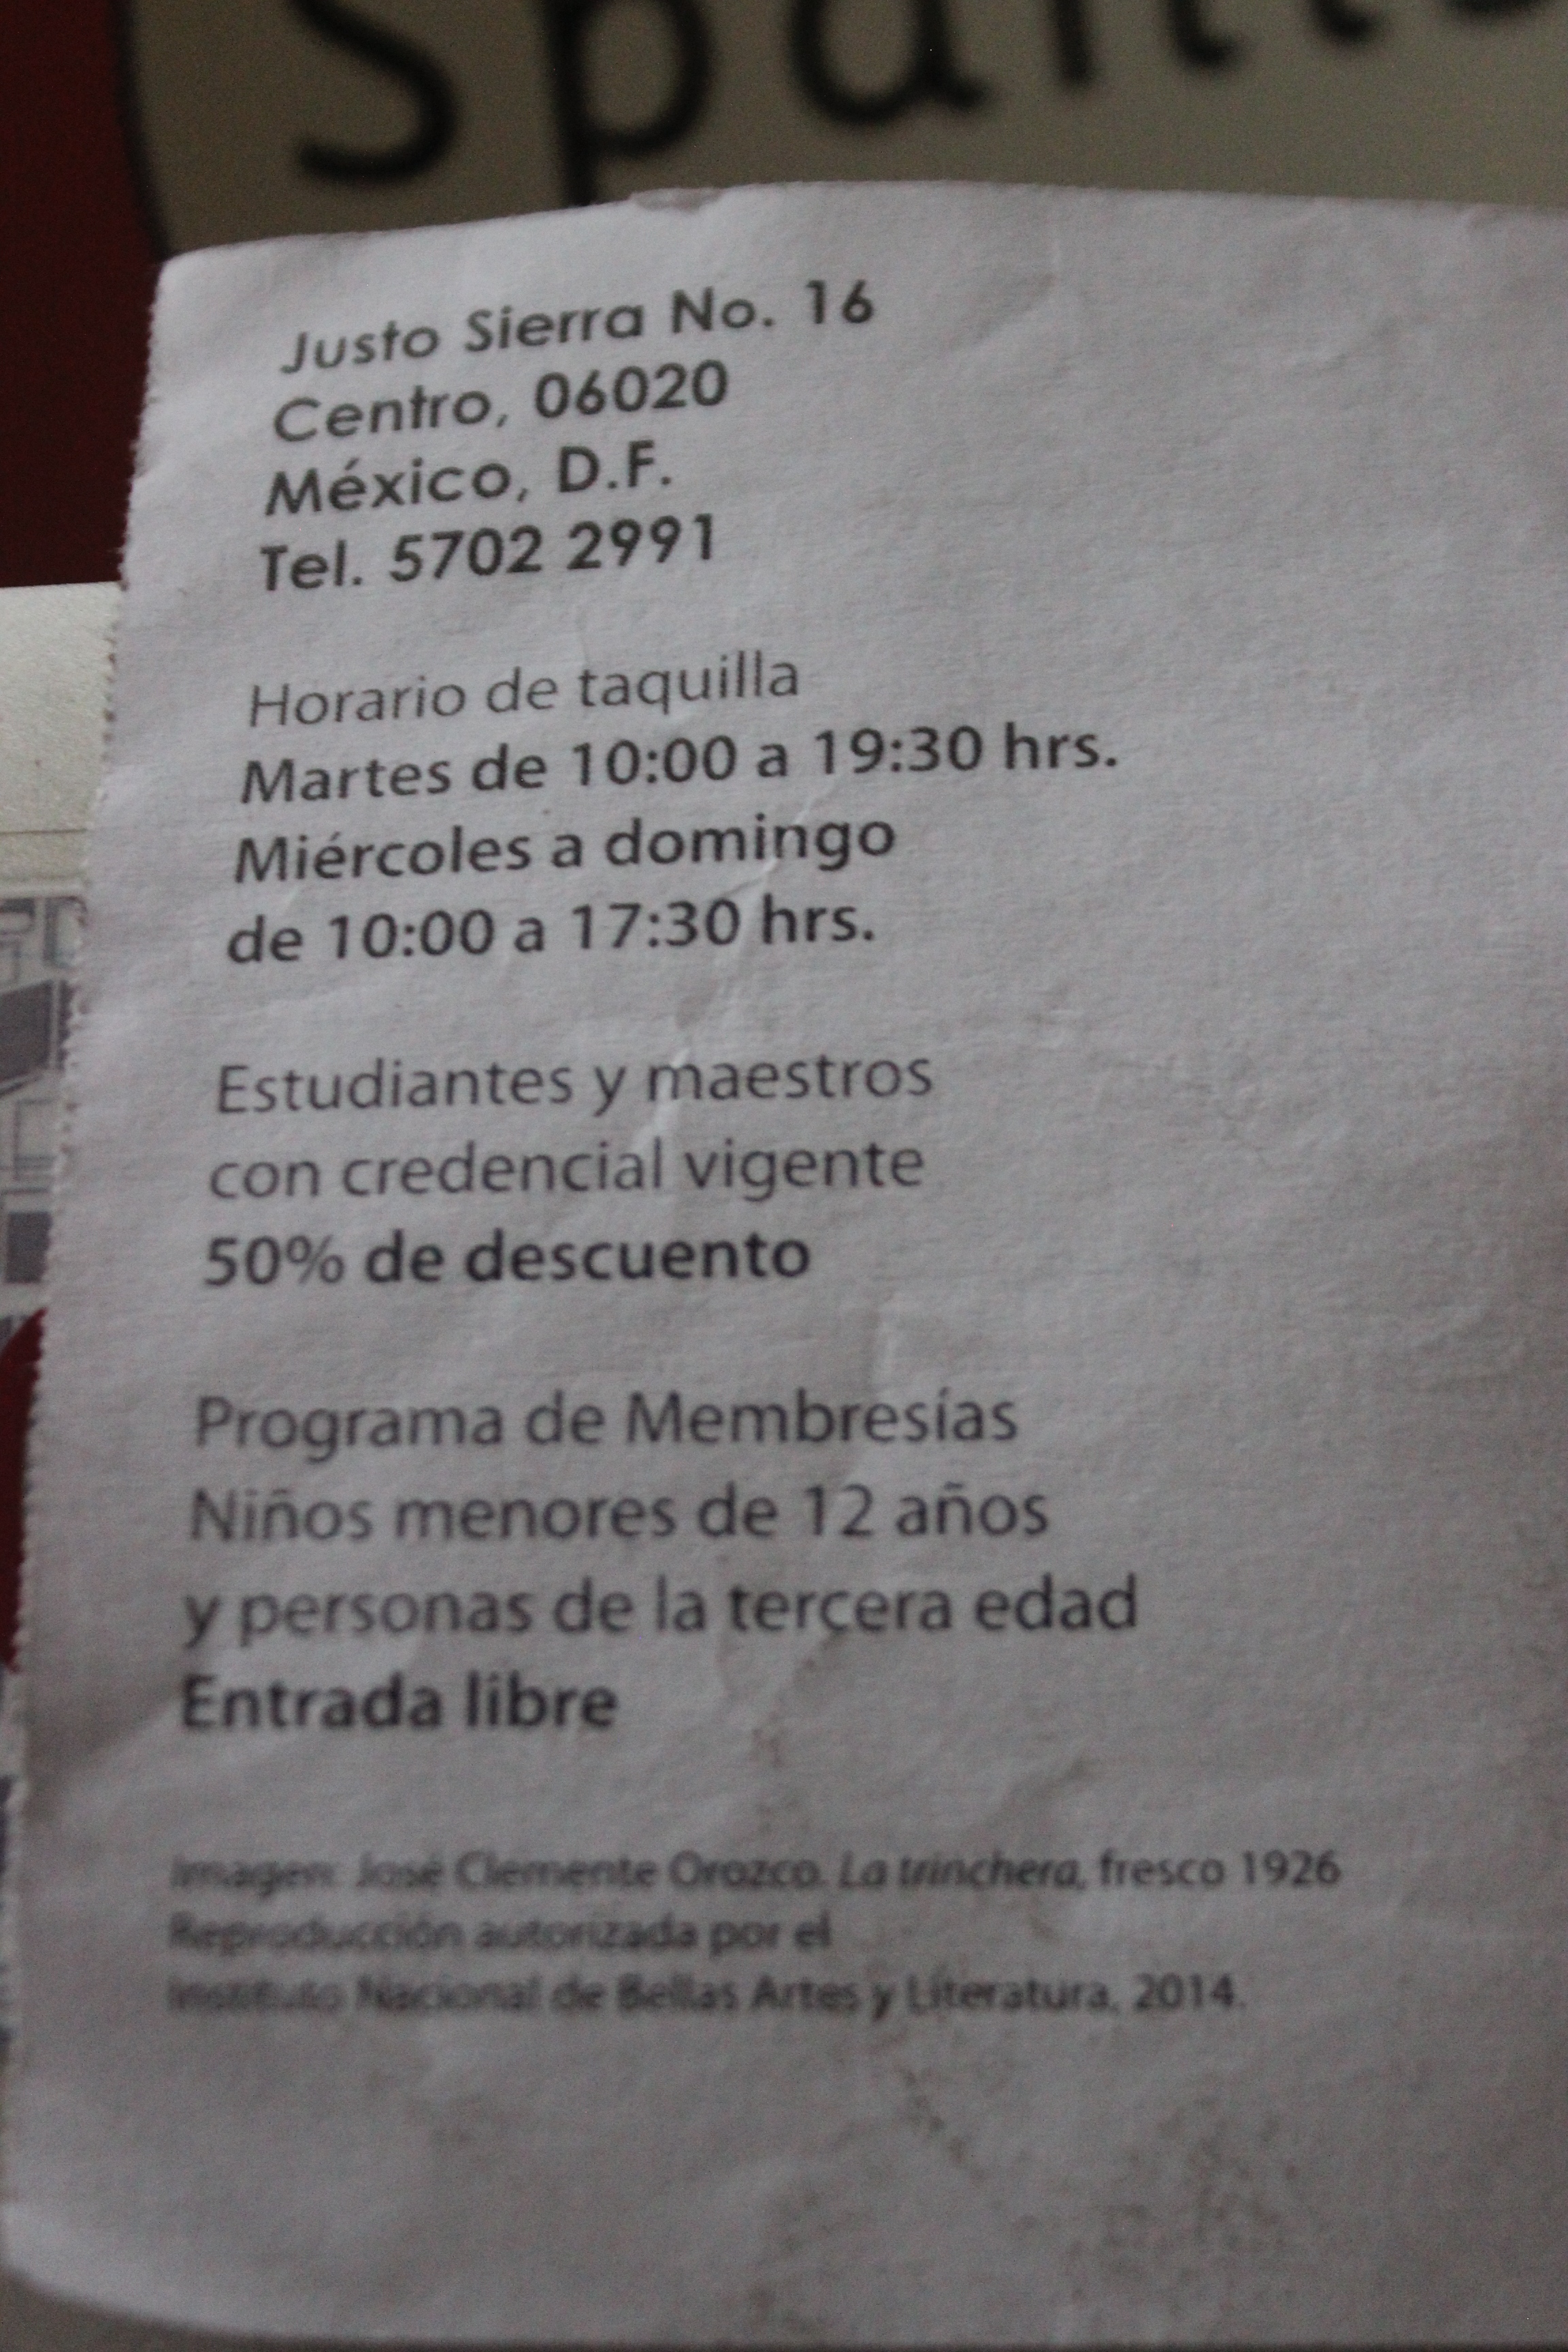 Spanis
Justo Sierra No. 16
Centro, 06020
México, D.F.
Tel. 5702 2991
Horario de taquilla
Martes de 10:00 a 19:30 hrs.
Miércoles a domingo
de 10:00 a 17:30 hrs.
Estudiantes y maestros
con credencial vigente
50% de descuento
Programa de Membresías
Niños menores de 12 años
y personas de la tercera edad
Entrada libre
Imagen: José Clemente Orozco. La trinchera, fresco 1926
Reproducción autorizada por el
Instituto Nacional de Bellas Artes y Literatura, 2014.